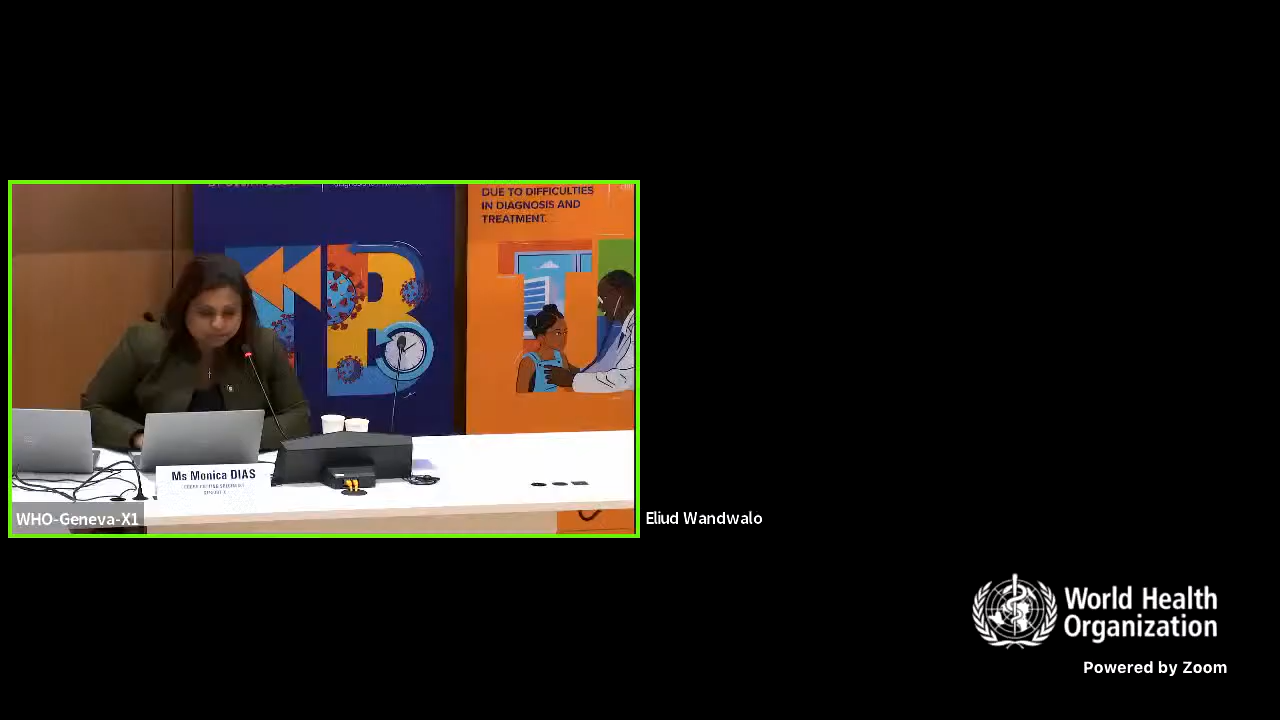 DUE TO DIFFICULTIES
IN DIAGNOSIS AND
TREATMENT.
Ms Monica DIAS
WHO-Geneva-X1
Eliud Wandwalo
World Health
Organization
Powered by Zoom